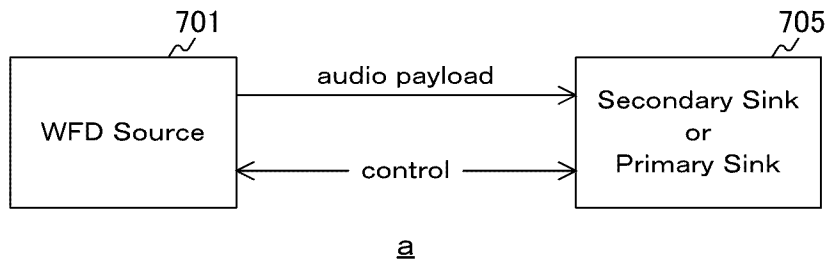 701
705
WFD Source
audio payload
control
Secondary Sink
or
Primary Sink
a